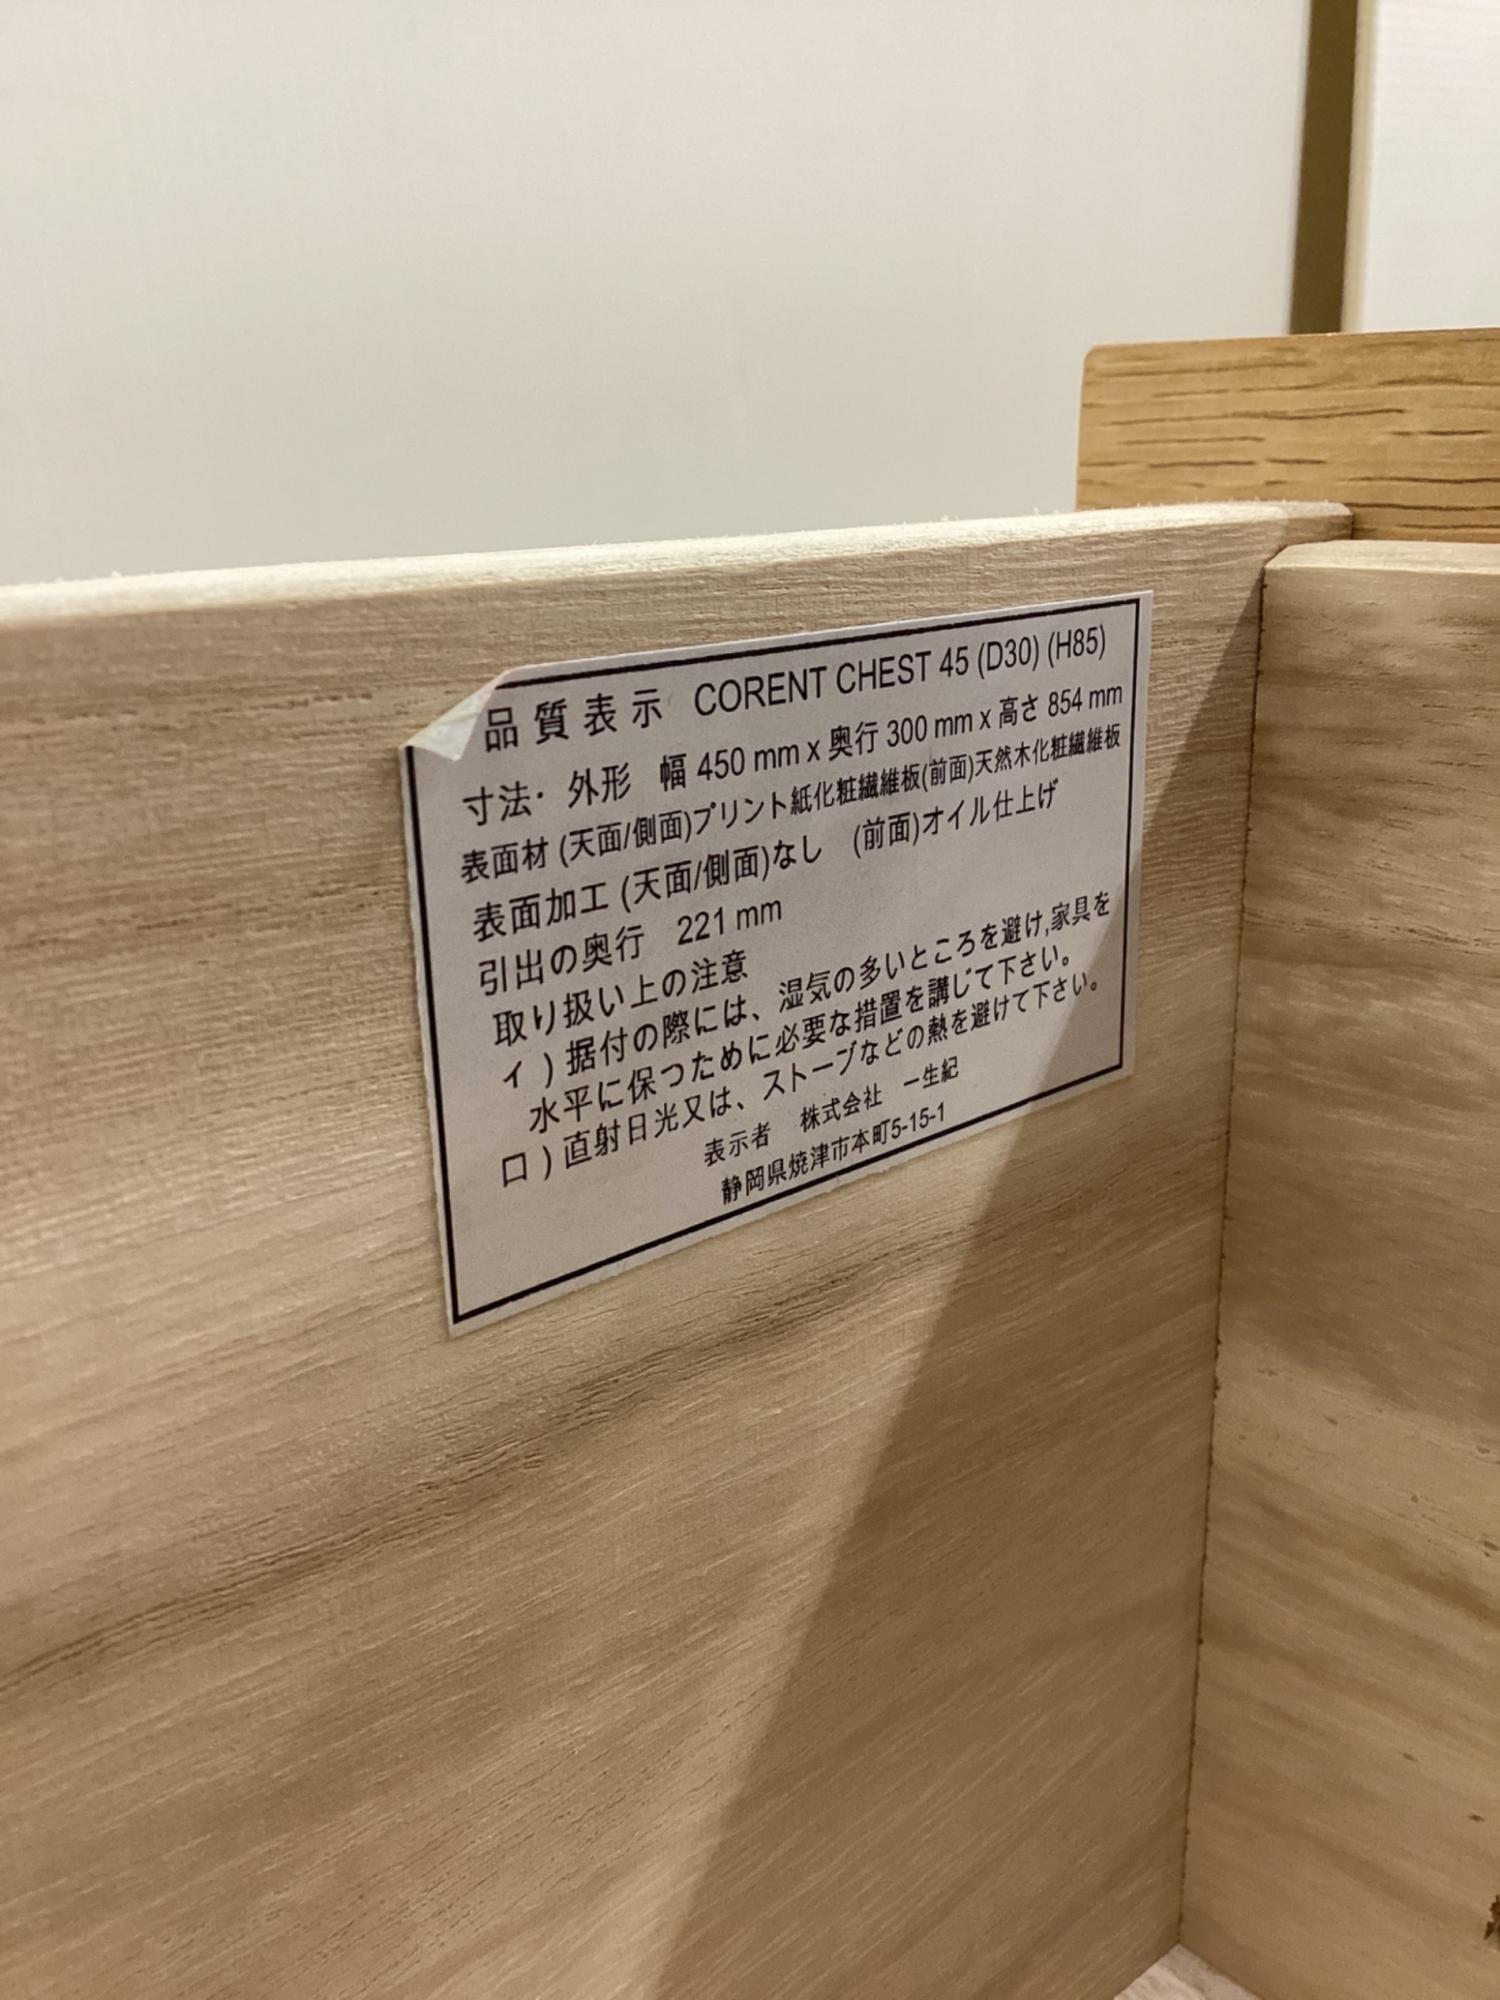 品質表示 CORENT CHEST 45 (D30) (H85)
寸法・外形 幅 450 mm x 奥行 300 mm x 高さ 854 mm
表面材 (天面/側面)プリント紙化粧繊維板(前面)天然木化粧繊維板
表面加工 (天面/側面)なし (前面)オイル仕上げ
引出の奥行 221 mm
取り扱い上の注意
イ ) 据付の際には、湿気の多いところを避け,家具を
水平に保つために必要な措置を講じて下さい。
ロ ) 直射日光又は、ストーブなどの熱を避けて下さい。
表示者 株式会社 一生紀
静岡県焼津市本町5-15-1